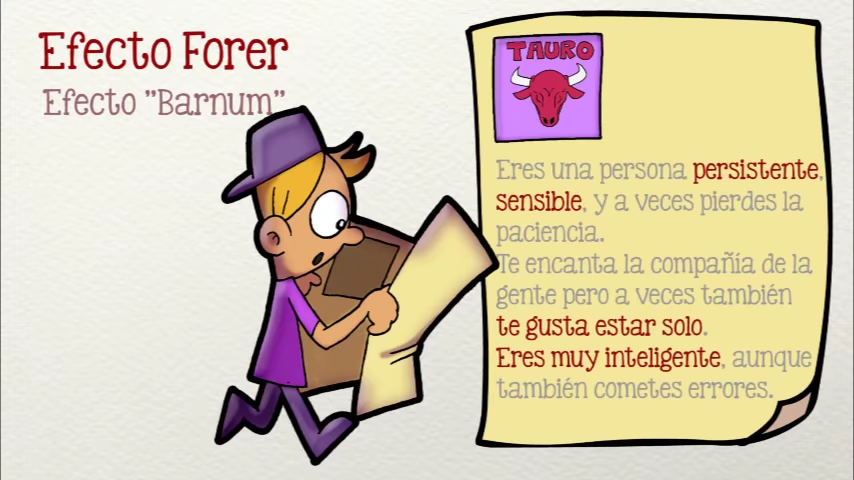 Efecto Forer
Efecto "Barnum"
TAURO
Eres una persona persistente,
sensible, y a veces pierdes la
paciencia.
Te encanta la compañía de la
gente pero a veces también
te gusta estar solo.
Eres muy inteligente, aunque
también cometes errores.